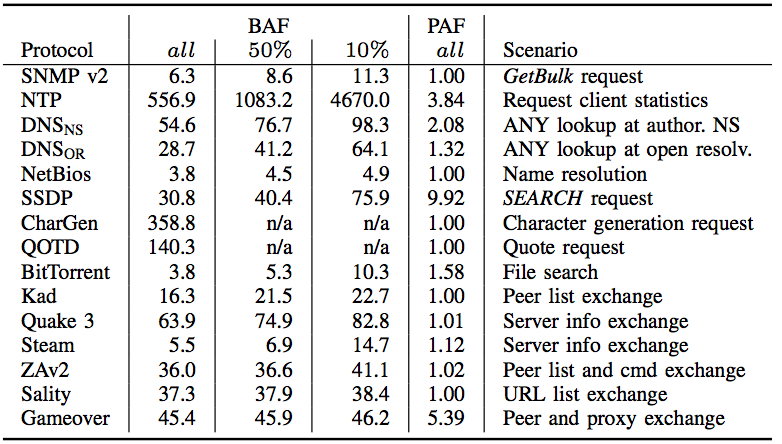 BAF PAF
Protocol all 50% 10% all Scenario
SNMP v2 6.3 8.6 11.3 1.00 GetBulk request
NTP 556.9 1083.2 4670.0 3.84 Request client statistics
DNSNS 54.6 76.7 98.3 2.08 ANY lookup at author. NS
DNSOR 28.7 41.2 64.1 1.32 ANY lookup at open resolv.
NetBios 3.8 4.5 4.9 1.00 Name resolution
SSDP 30.8 40.4 75.9 9.92 SEARCH request
CharGen 358.8 n/a n/a 1.00 Character generation request
QOTD 140.3 n/a n/a 1.00 Quote request
BitTorrent 3.8 5.3 10.3 1.58 File search
Kad 16.3 21.5 22.7 1.00 Peer list exchange
Quake 3 63.9 74.9 82.8 1.01 Server info exchange
Steam 5.5 6.9 14.7 1.12 Server info exchange
ZAv2 36.0 36.6 41.1 1.02 Peer list and cmd exchange
Sality 37.3 37.9 38.4 1.00 URL list exchange
Gameover 45.4 45.9 46.2 5.39 Peer and proxy exchange